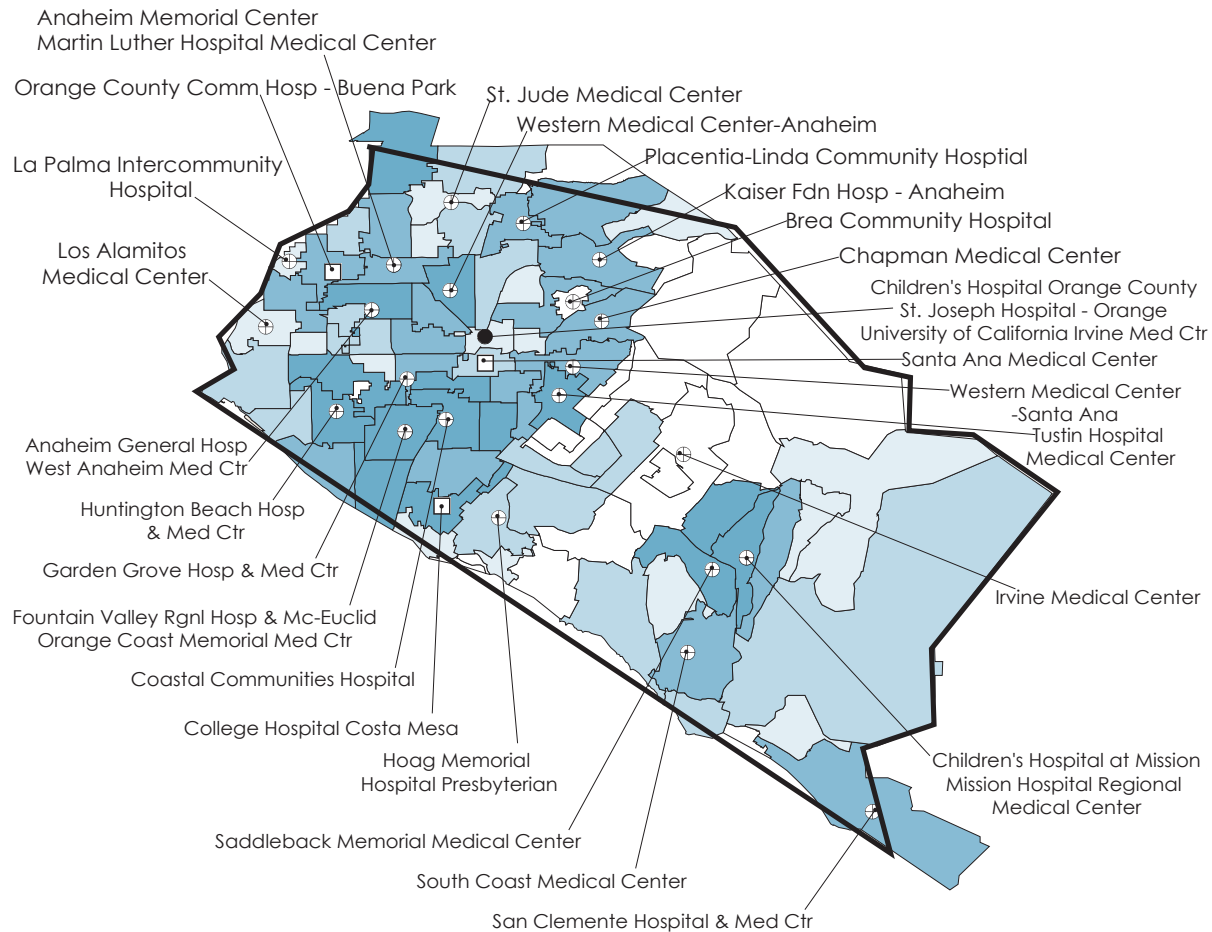 Anaheim Memorial Center
Martin Luther Hospital Medical Center
Orange County Comm Hosp - Buena Park
St. Jude Medical Center
Western Medical Center-Anaheim
La Palma Intercommunity
Hospital
Placentia-Linda Community Hosptial
Kaiser Fdn Hosp - Anaheim
Brea Community Hospital
Los Alamitos
Medical Center
Chapman Medical Center
Children's Hospital Orange County
St. Joseph Hospital - Orange
University of California Irvine Med Ctr
Santa Ana Medical Center
Western Medical Center
-Santa Ana
Tustin Hospital
Medical Center
Anaheim General Hosp
West Anaheim Med Ctr
Huntington Beach Hosp
& Med Ctr
Garden Grove Hosp & Med Ctr
Irvine Medical Center
Fountain Valley Rgnl Hosp & Mc-Euclid
Orange Coast Memorial Med Ctr
Coastal Communities Hospital
College Hospital Costa Mesa
Hoag Memorial
Hospital Presbyterian
Children's Hospital at Mission
Mission Hospital Regional
Medical Center
Saddleback Memorial Medical Center
South Coast Medical Center
San Clemente Hospital & Med Ctr